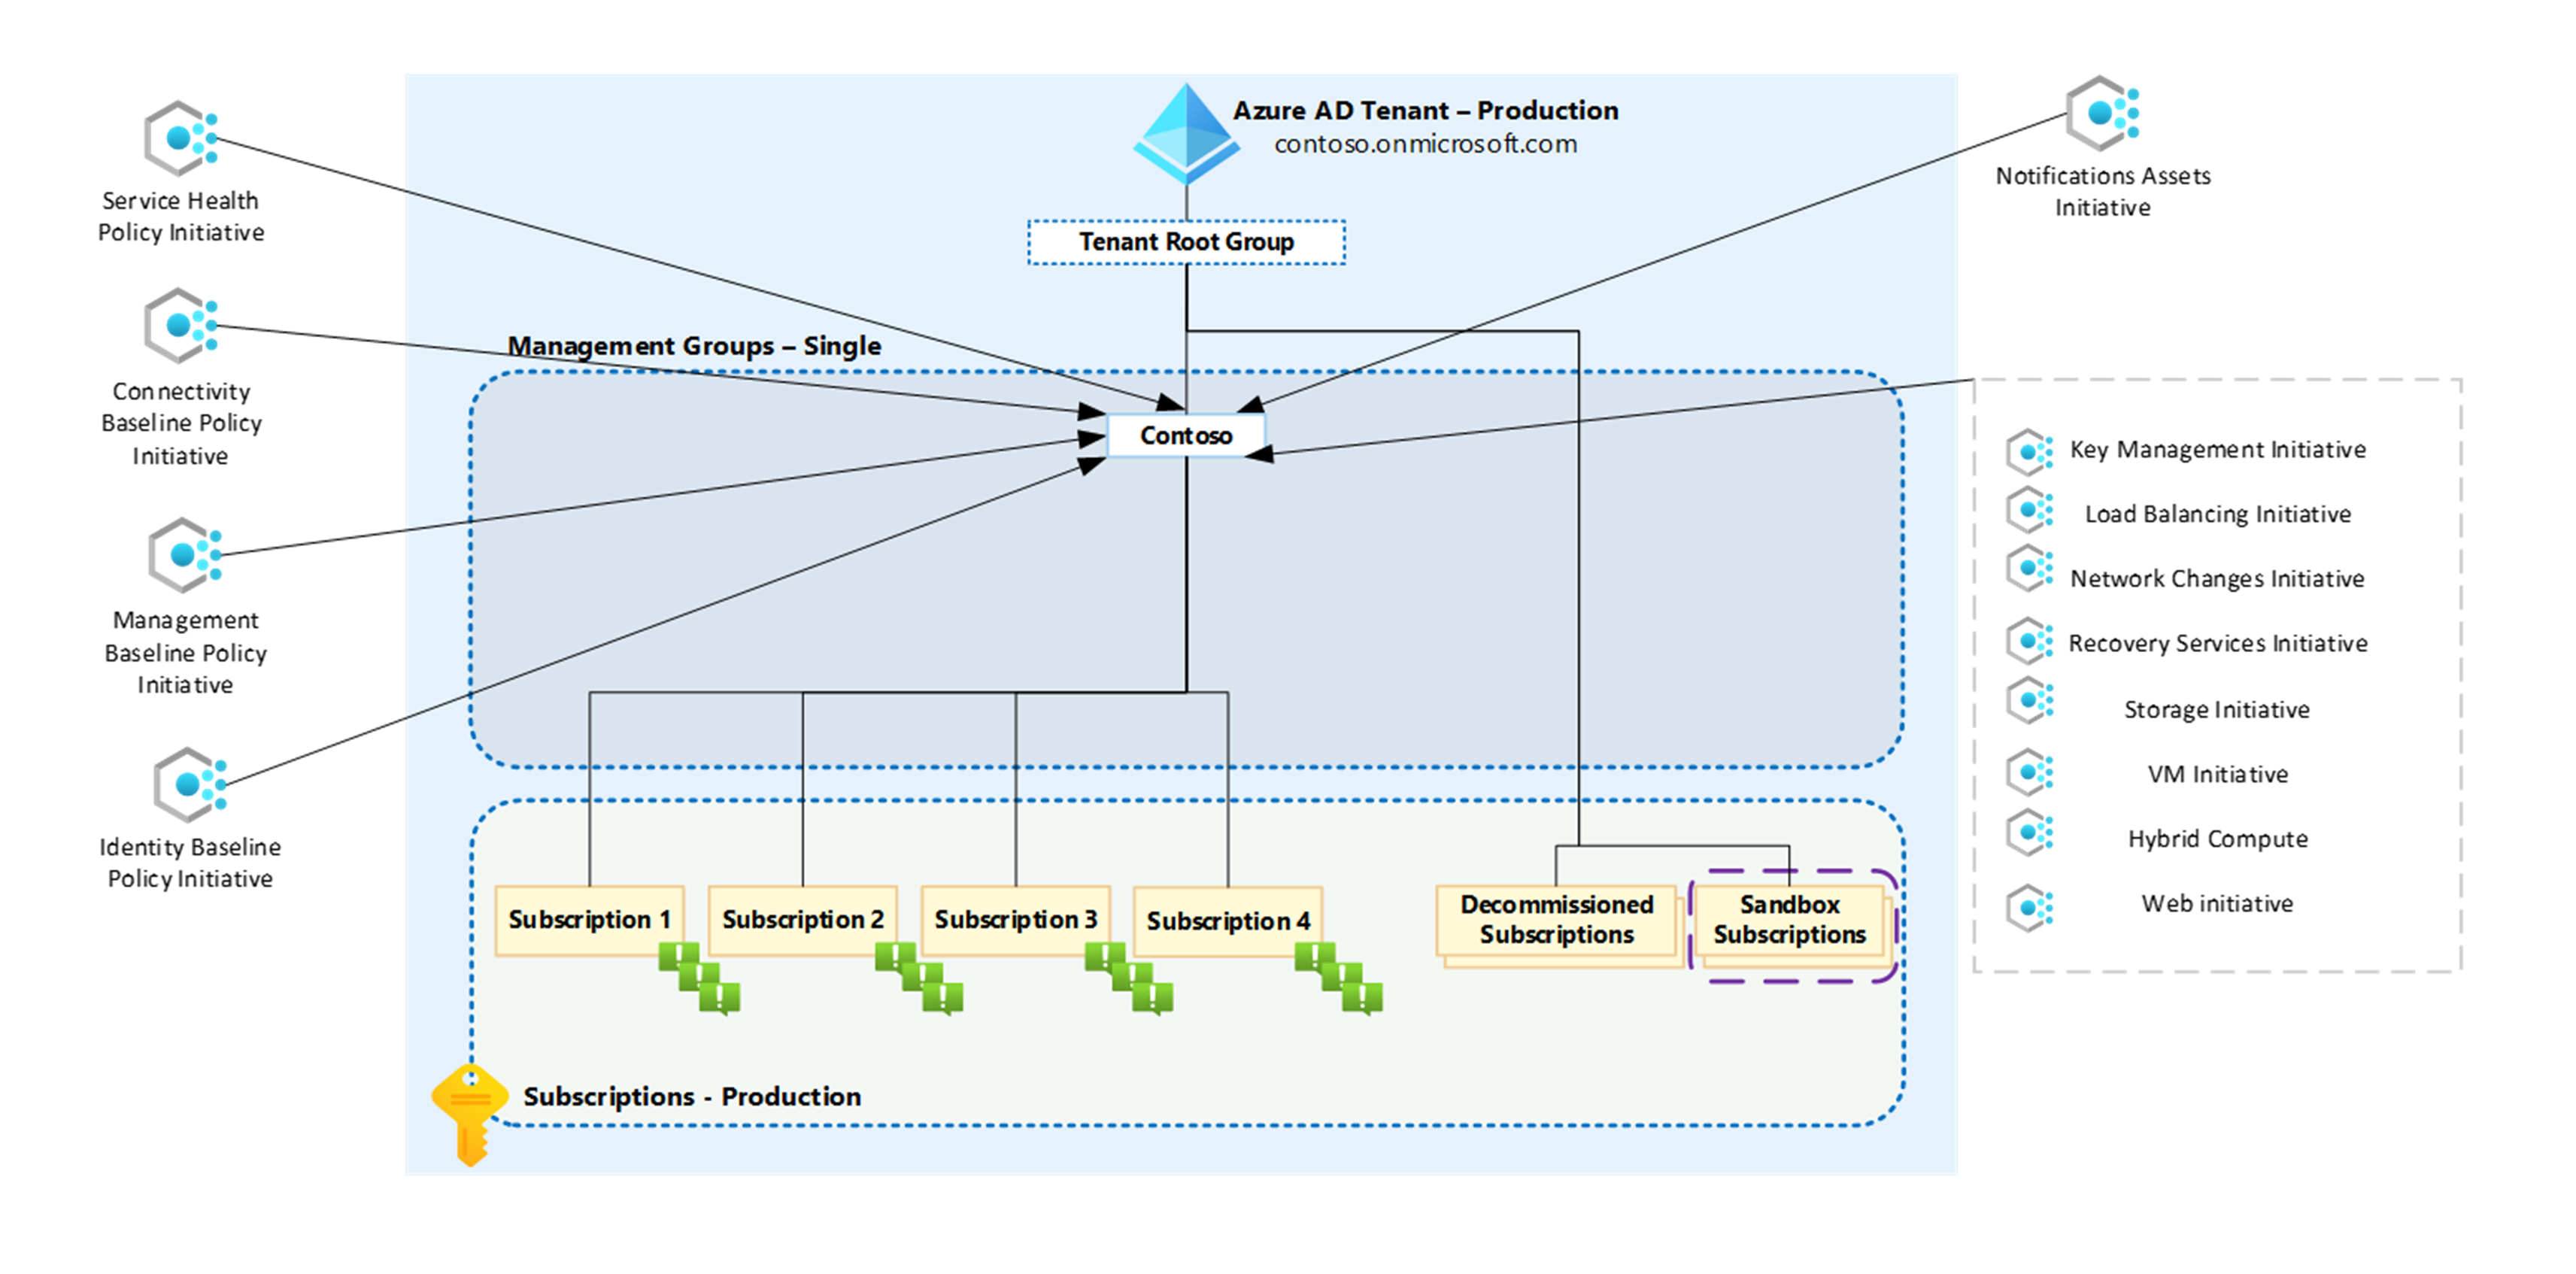 Azure AD Tenant – Production
contoso.onmicrosoft.com
Tenant Root Group
Management Groups – Single
Contoso
Service Health
Policy Initiative
Connectivity
Baseline Policy
Initiative
Management
Baseline Policy
Initiative
Identity Baseline
Policy Initiative
Notifications Assets
Initiative
Key Management Initiative
Load Balancing Initiative
Network Changes Initiative
Recovery Services Initiative
Storage Initiative
VM Initiative
Hybrid Compute
Web initiative
Subscription 1
Subscription 2
Subscription 3
Subscription 4
Decommissioned
Subscriptions
Sandbox
Subscriptions
Subscriptions - Production